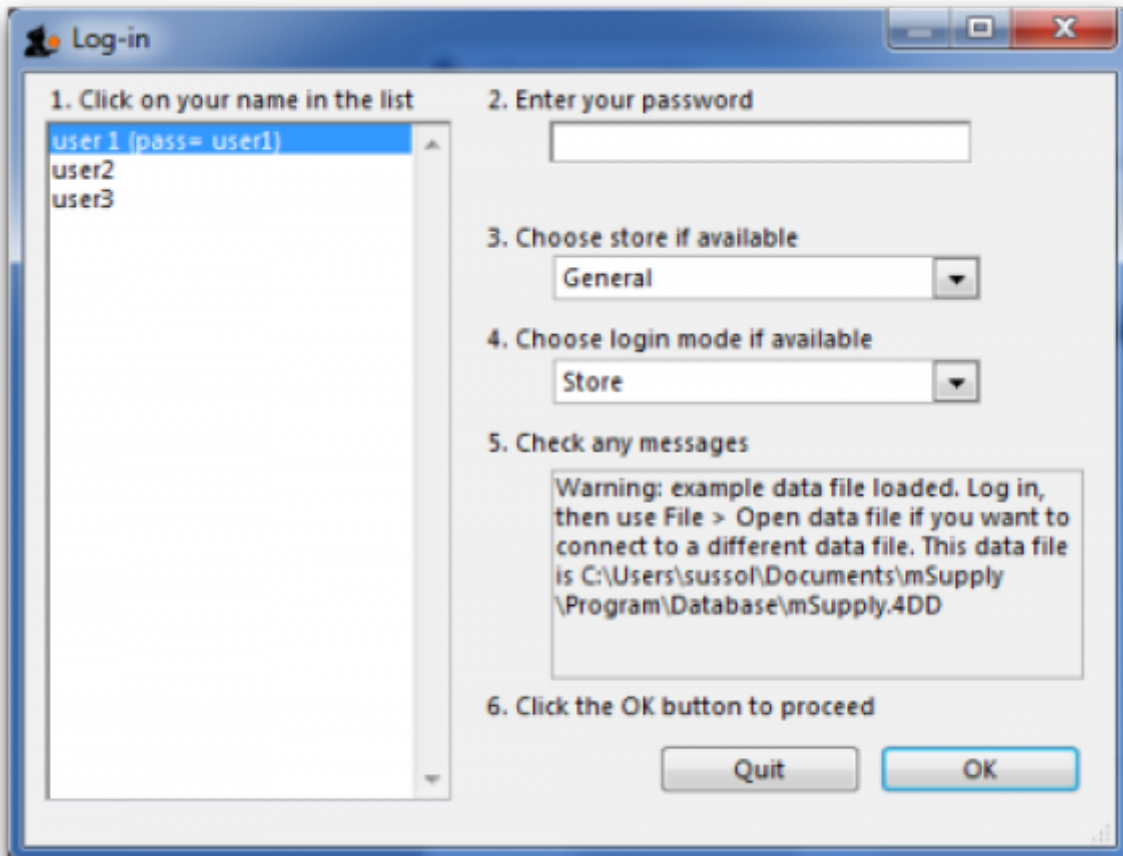 Log-in
1. Click on your name in the list
user 1 (pass= user1)
user2
user3
2. Enter your password
3. Choose store if available
General
4. Choose login mode if available
Store
5. Check any messages
Warning: example data file loaded. Log in,
then use File > Open data file if you want to
connect to a different data file. This data file
is C:\Users\sussol\Documents\mSupply
\Program\Database\mSupply.4DD
6. Click the OK button to proceed
Quit
OK